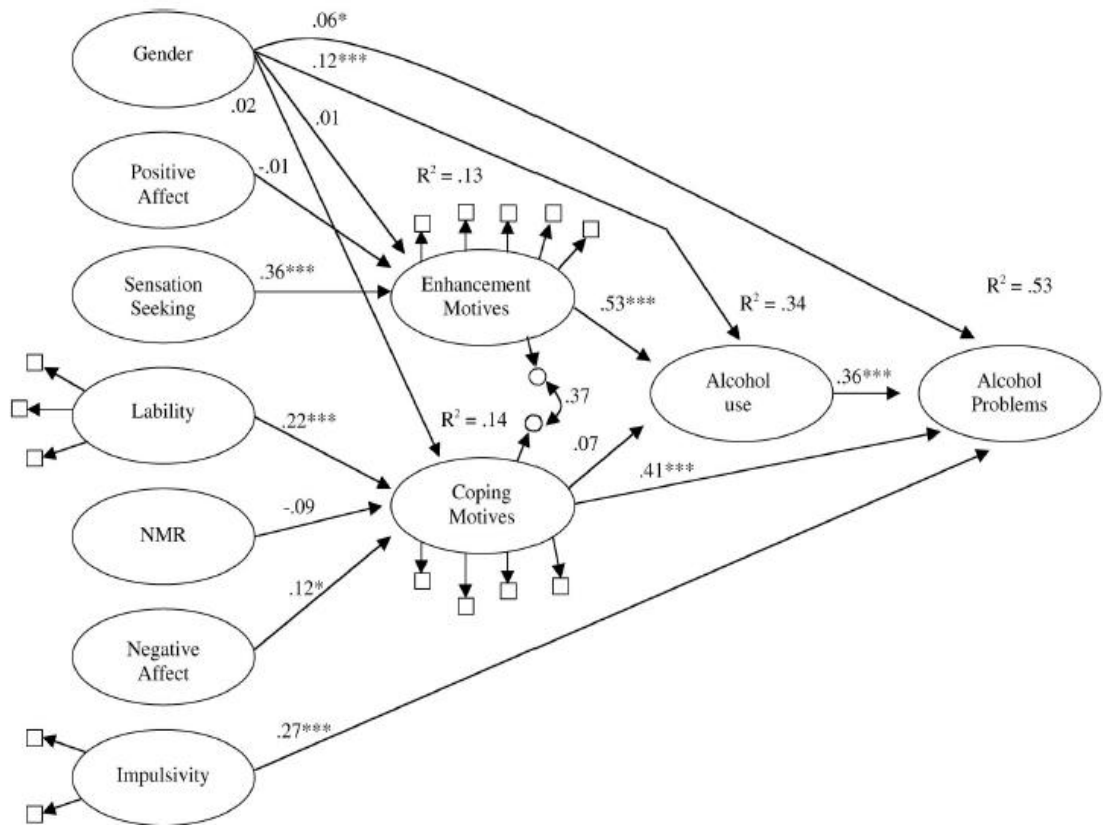 .06*
Gender
.12***
.02
.01
Positive
Affect
-.01
R² = .13
Sensation
Seeking
.36***
Enhancement
Motives
.53***
R² = .34
R² = .53
Lability
.22***
R² = .14
.37
Alcohol
use
.36***
Alcohol
Problems
.07
.41***
NMR
-.09
Coping
Motives
.12*
Negative
Affect
.27***
Impulsivity